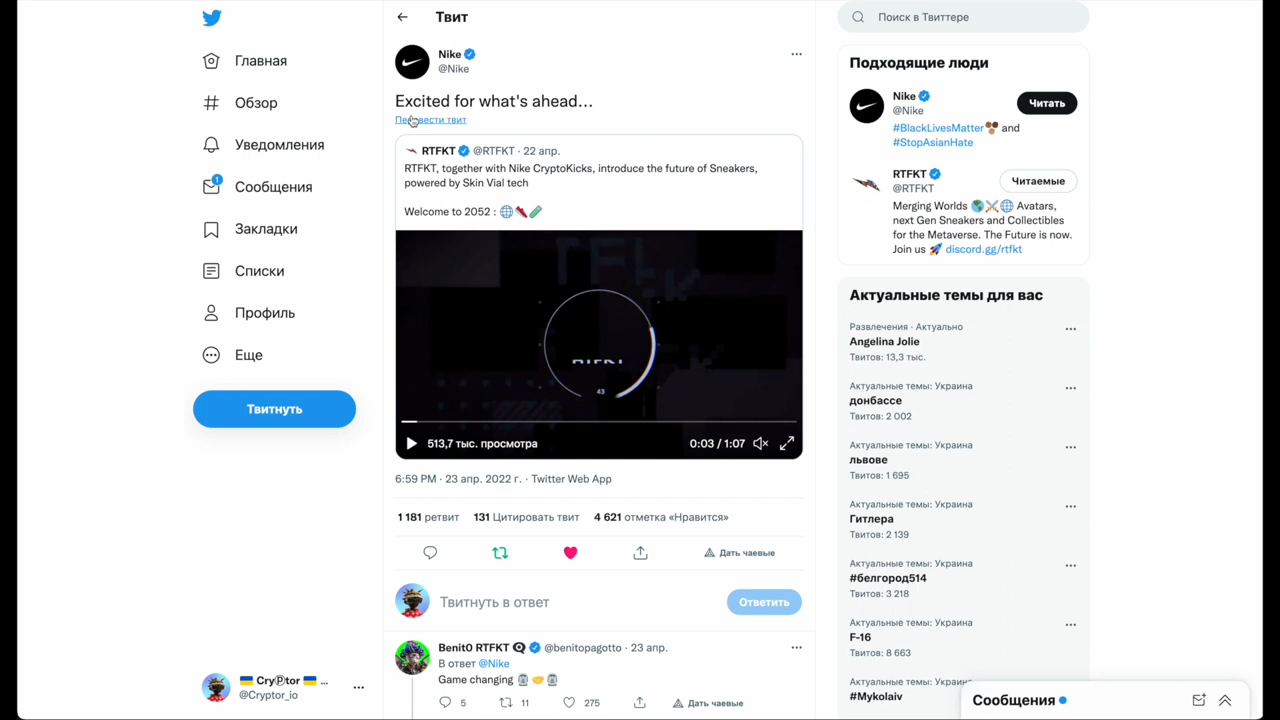 Главная
Обзор
Уведомления
1
Сообщения
Закладки
Списки
Профиль
Еще
Твитнуть
CryⓅtor ...
@Cryptor_io
Твит
Nike
@Nike
Excited for what's ahead…
Перевести твит
RTFKT @RTFKT · 22 апр.
RTFKT, together with Nike CryptoKicks, introduce the future of Sneakers,
powered by Skin Vial tech
Welcome to 2052 :
43
513,7 тыс. просмотра
0:03 / 1:07
6:59 PM · 23 апр. 2022 г. · Twitter Web App
1 181 ретвит 131 Цитировать твит 4 621 отметка «Нравится»
Дать чаевые
Твитнуть в ответ
Ответить
Benit0 RTFKT @benitopagotto · 23 апр.
В ответ @Nike
Game changing
5 11 275 Дать чаевые
Поиск в Твиттере
Подходящие люди
Nike
@Nike
Читать
#BlackLivesMatter and
#StopAsianHate
RTFKT
@RTFKT
Читаемые
Merging Worlds Avatars,
next Gen Sneakers and Collectibles
for the Metaverse. The Future is now.
Join us discord.gg/rtfkt
Актуальные темы для вас
Развлечения · Актуально
Angelina Jolie
Твитов: 13,3 тыс.
Актуальные темы: Украина
донбассе
Твитов: 2 002
Актуальные темы: Украина
львове
Твитов: 1 695
Актуальные темы: Украина
Гитлера
Твитов: 2 139
Актуальные темы: Украина
#белгород514
Твитов: 3 218
Актуальные темы: Украина
F-16
Твитов: 8 663
Актуальные темы: Украина
#Mykolaiv
Сообщения